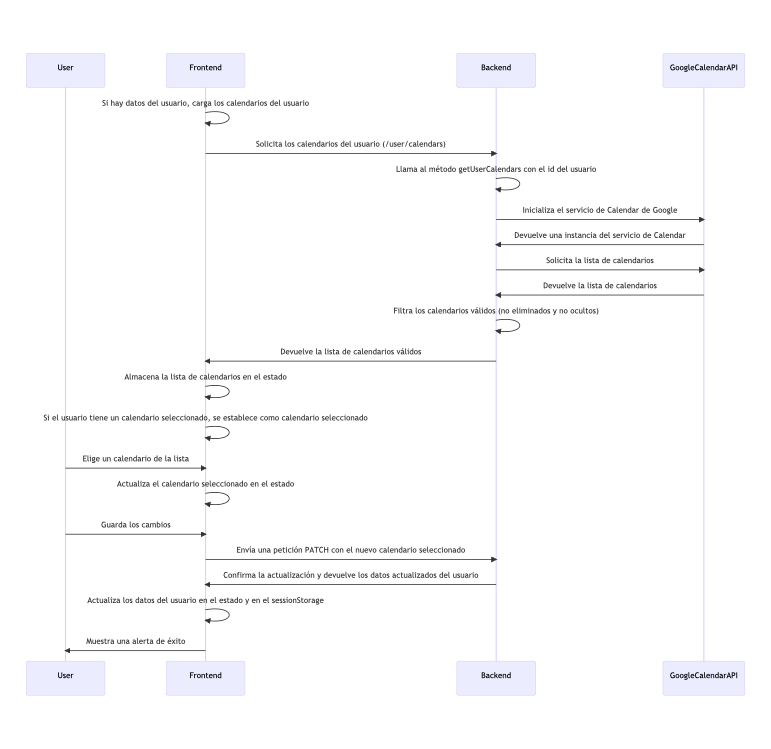 User
Frontend
Backend
GoogleCalendarAPI
Si hay datos del usuario, carga los calendarios del usuario
Solicita los calendarios del usuario (/user/calendars)
Llama al método getUserCalendars con el id del usuario
Inicializa el servicio de Calendar de Google
Devuelve una instancia del servicio de Calendar
Solicita la lista de calendarios
Devuelve la lista de calendarios
Filtra los calendarios válidos (no eliminados y no ocultos)
Devuelve la lista de calendarios válidos
Almacena la lista de calendarios en el estado
Si el usuario tiene un calendario seleccionado, se establece como calendario seleccionado
Elige un calendario de la lista
Actualiza el calendario seleccionado en el estado
Guarda los cambios
Envía una petición PATCH con el nuevo calendario seleccionado
Confirma la actualización y devuelve los datos actualizados del usuario
Actualiza los datos del usuario en el estado y en el sessionStorage
Muestra una alerta de éxito
User
Frontend
Backend
GoogleCalendarAPI